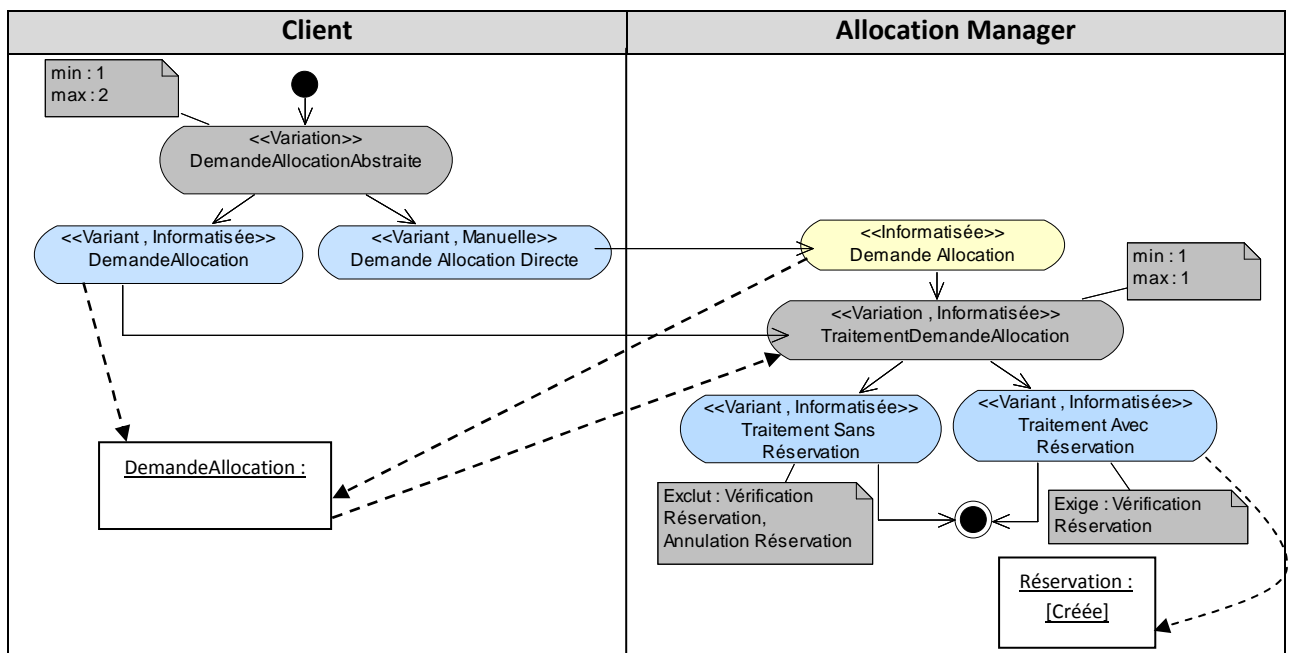 Client
Allocation Manager
min : 1
max : 2
<<Variation>>
DemandeAllocationAbstraite
<<Variant , Informatisée>>
DemandeAllocation
<<Variant , Manuelle>>
Demande Allocation Directe
<<Informatisée>>
Demande Allocation
min : 1
max : 1
<<Variation , Informatisée>>
TraitementDemandeAllocation
<<Variant , Informatisée>>
Traitement Sans
Réservation
<<Variant , Informatisée>>
Traitement Avec
Réservation
DemandeAllocation :
Exclut : Vérification
Réservation,
Annulation Réservation
Exige : Vérification
Réservation
Réservation :
[Créée]